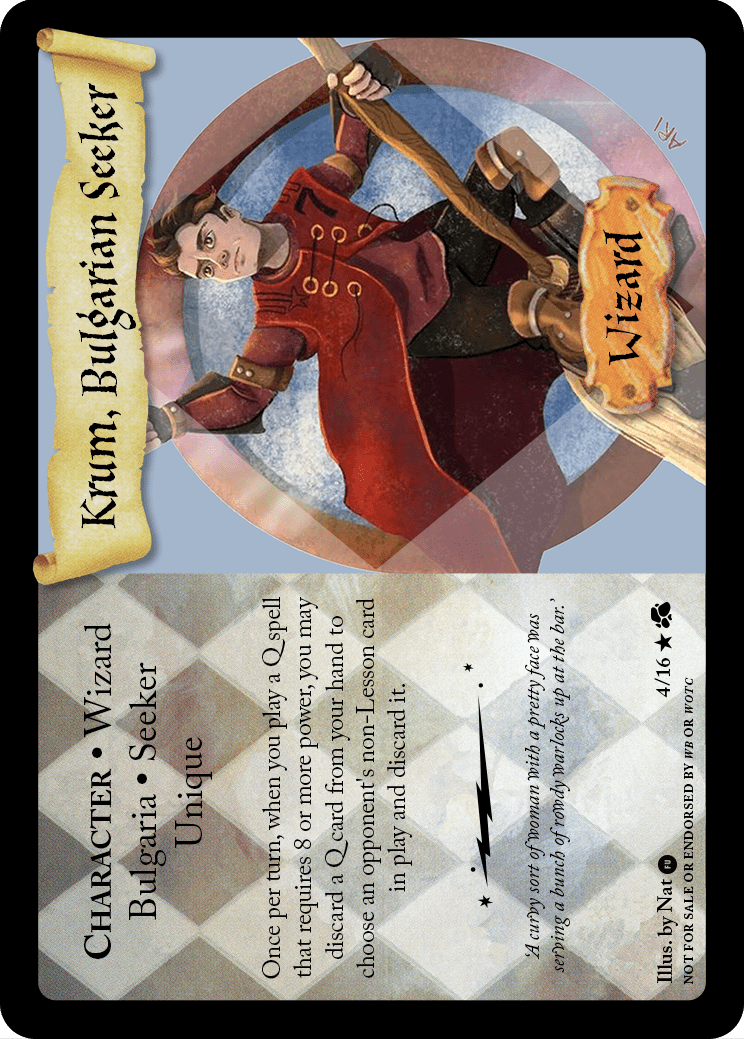 Krum, Bulgarian Seeker
ARI
Wizard
CHARACTER • Wizard
Bulgaria • Seeker
Unique
Once per turn, when you play a Q spell
that requires 8 or more power, you may
discard a Q card from your hand to
choose an opponent's non-Lesson card
in play and discard it.
'A curvy sort of woman with a pretty face was
serving a bunch of rowdy warlocks up at the bar.'
Illus. by Nat FU 4/16 ★
NOT FOR SALE OR ENDORSED BY WB OR WOTC
7